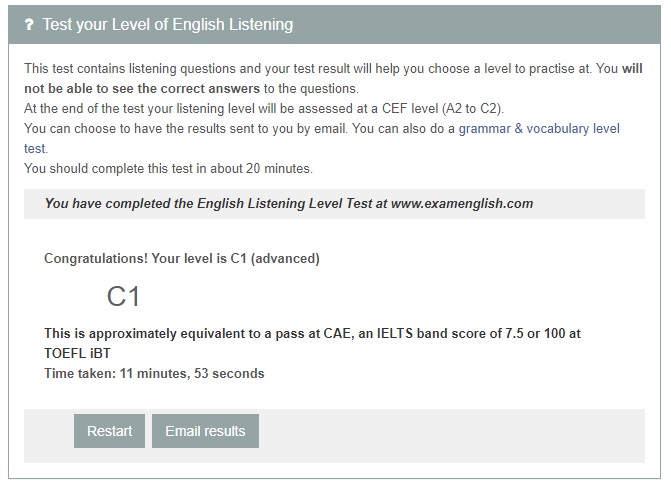 ? Test your Level of English Listening
This test contains listening questions and your test result will help you choose a level to practise at. You will
not be able to see the correct answers to the questions.
At the end of the test your listening level will be assessed at a CEF level (A2 to C2).
You can choose to have the results sent to you by email. You can also do a grammar & vocabulary level
test.
You should complete this test in about 20 minutes.
You have completed the English Listening Level Test at www.examenglish.com
Congratulations! Your level is C1 (advanced)
C1
This is approximately equivalent to a pass at CAE, an IELTS band score of 7.5 or 100 at
TOEFL iBT
Time taken: 11 minutes, 53 seconds
Restart Email results